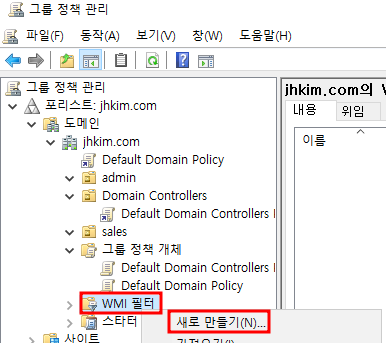 그룹 정책 관리
파일(F) 동작(A) 보기(V) 창(W) 도움말(H)
그룹 정책 관리
포리스트: jhkim.com
도메인
jhkim.com
Default Domain Policy
admin
Domain Controllers
Default Domain Controllers
sales
그룹 정책 개체
Default Domain Controllers
Default Domain Policy
WMI 필터
스타터
사이트
새로 만들기(N)...
jhkim.com의
내용 위임
이름